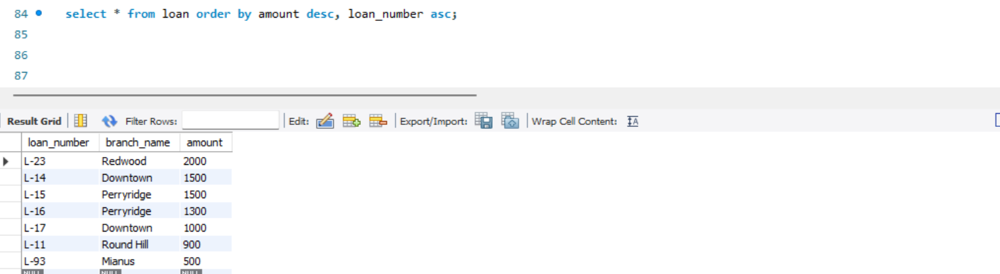 84 select * from loan order by amount desc, loan_number asc;
85
86
87
Result Grid Filter Rows: Edit: Export/Import: Wrap Cell Content: IA
loan_number branch_name amount
L-23 Redwood 2000
L-14 Downtown 1500
L-15 Perryridge 1500
L-16 Perryridge 1300
L-17 Downtown 1000
L-11 Round Hill 900
L-93 Mianus 500
NULL NULL NULL